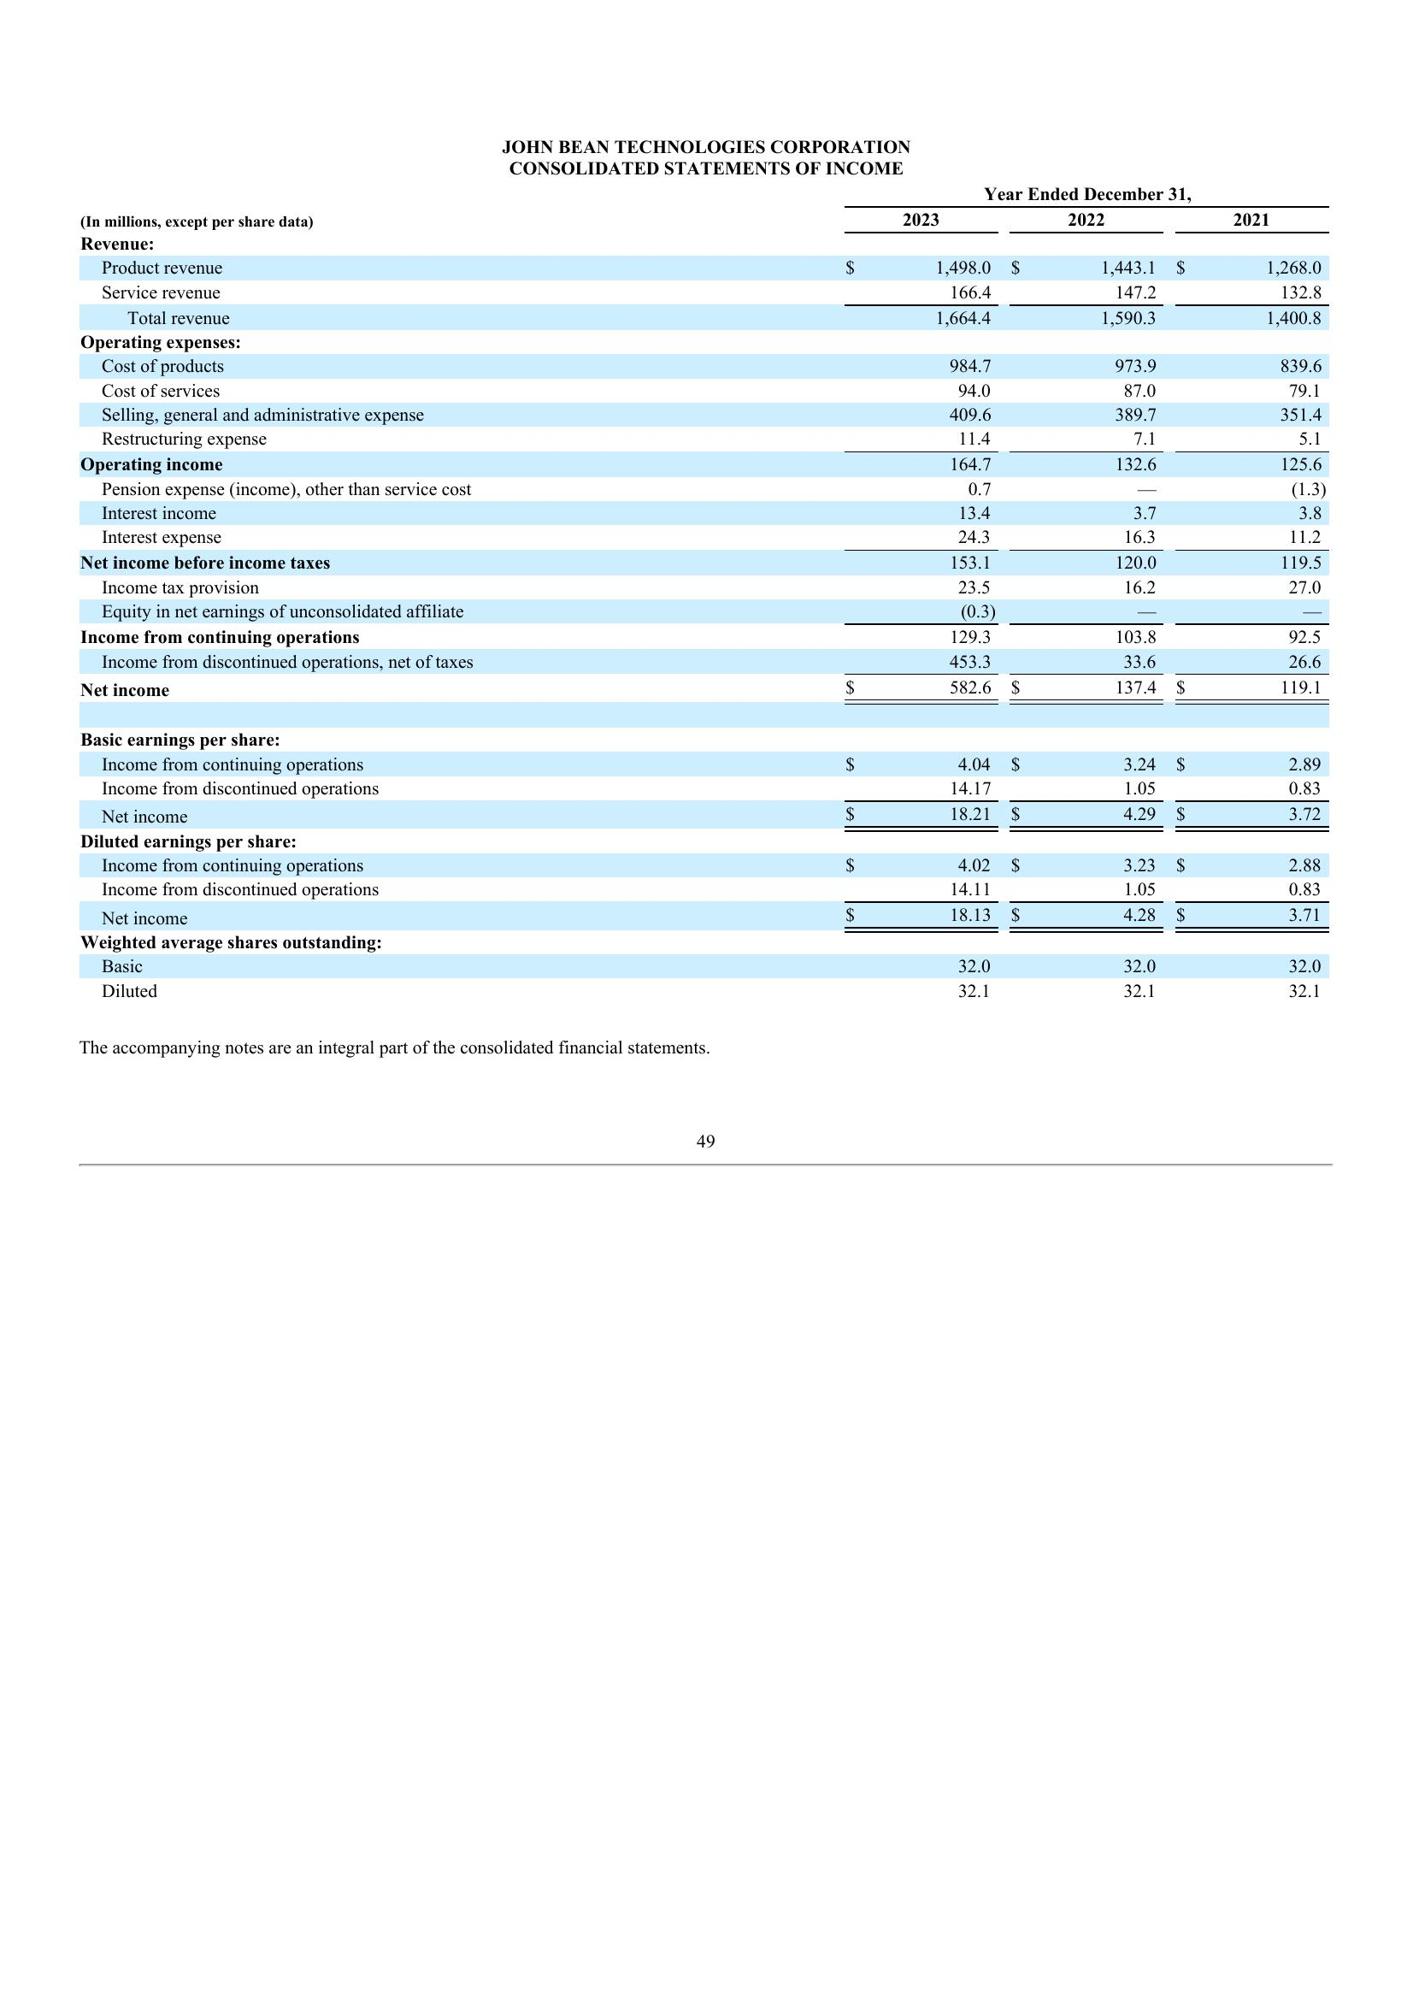 JOHN BEAN TECHNOLOGIES CORPORATION
CONSOLIDATED STATEMENTS OF INCOME
Year Ended December 31,
(In millions, except per share data) 2023 2022 2021
Revenue:
Product revenue $ 1,498.0 $ 1,443.1 $ 1,268.0
Service revenue 166.4 147.2 132.8
Total revenue 1,664.4 1,590.3 1,400.8
Operating expenses:
Cost of products 984.7 973.9 839.6
Cost of services 94.0 87.0 79.1
Selling, general and administrative expense 409.6 389.7 351.4
Restructuring expense 11.4 7.1 5.1
Operating income 164.7 132.6 125.6
Pension expense (income), other than service cost 0.7 — (1.3)
Interest income 13.4 3.7 3.8
Interest expense 24.3 16.3 11.2
Net income before income taxes 153.1 120.0 119.5
Income tax provision 23.5 16.2 27.0
Equity in net earnings of unconsolidated affiliate (0.3) — —
Income from continuing operations 129.3 103.8 92.5
Income from discontinued operations, net of taxes 453.3 33.6 26.6
Net income $ 582.6 $ 137.4 $ 119.1
Basic earnings per share:
Income from continuing operations $ 4.04 $ 3.24 $ 2.89
Income from discontinued operations 14.17 1.05 0.83
Net income $ 18.21 $ 4.29 $ 3.72
Diluted earnings per share:
Income from continuing operations $ 4.02 $ 3.23 $ 2.88
Income from discontinued operations 14.11 1.05 0.83
Net income $ 18.13 $ 4.28 $ 3.71
Weighted average shares outstanding:
Basic 32.0 32.0 32.0
Diluted 32.1 32.1 32.1
The accompanying notes are an integral part of the consolidated financial statements.
49